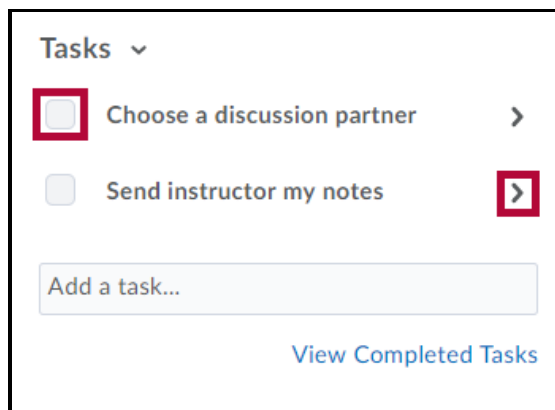 Tasks
Choose a discussion partner
Send instructor my notes
Add a task...
View Completed Tasks